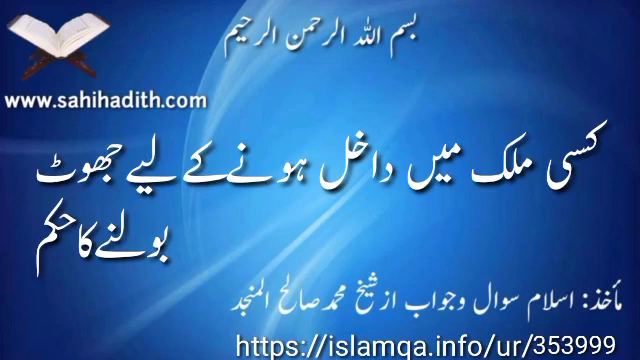 بسم اللہ الرحمن الرحیم
www.sahihadith.com
کسی ملک میں داخل ہونے کے لیے جھوٹ
بولنے کا حکم
مأخذ: اسلام سوال وجواب از شیخ محمد صالح المنجد
https://islamqa.info/ur/353999